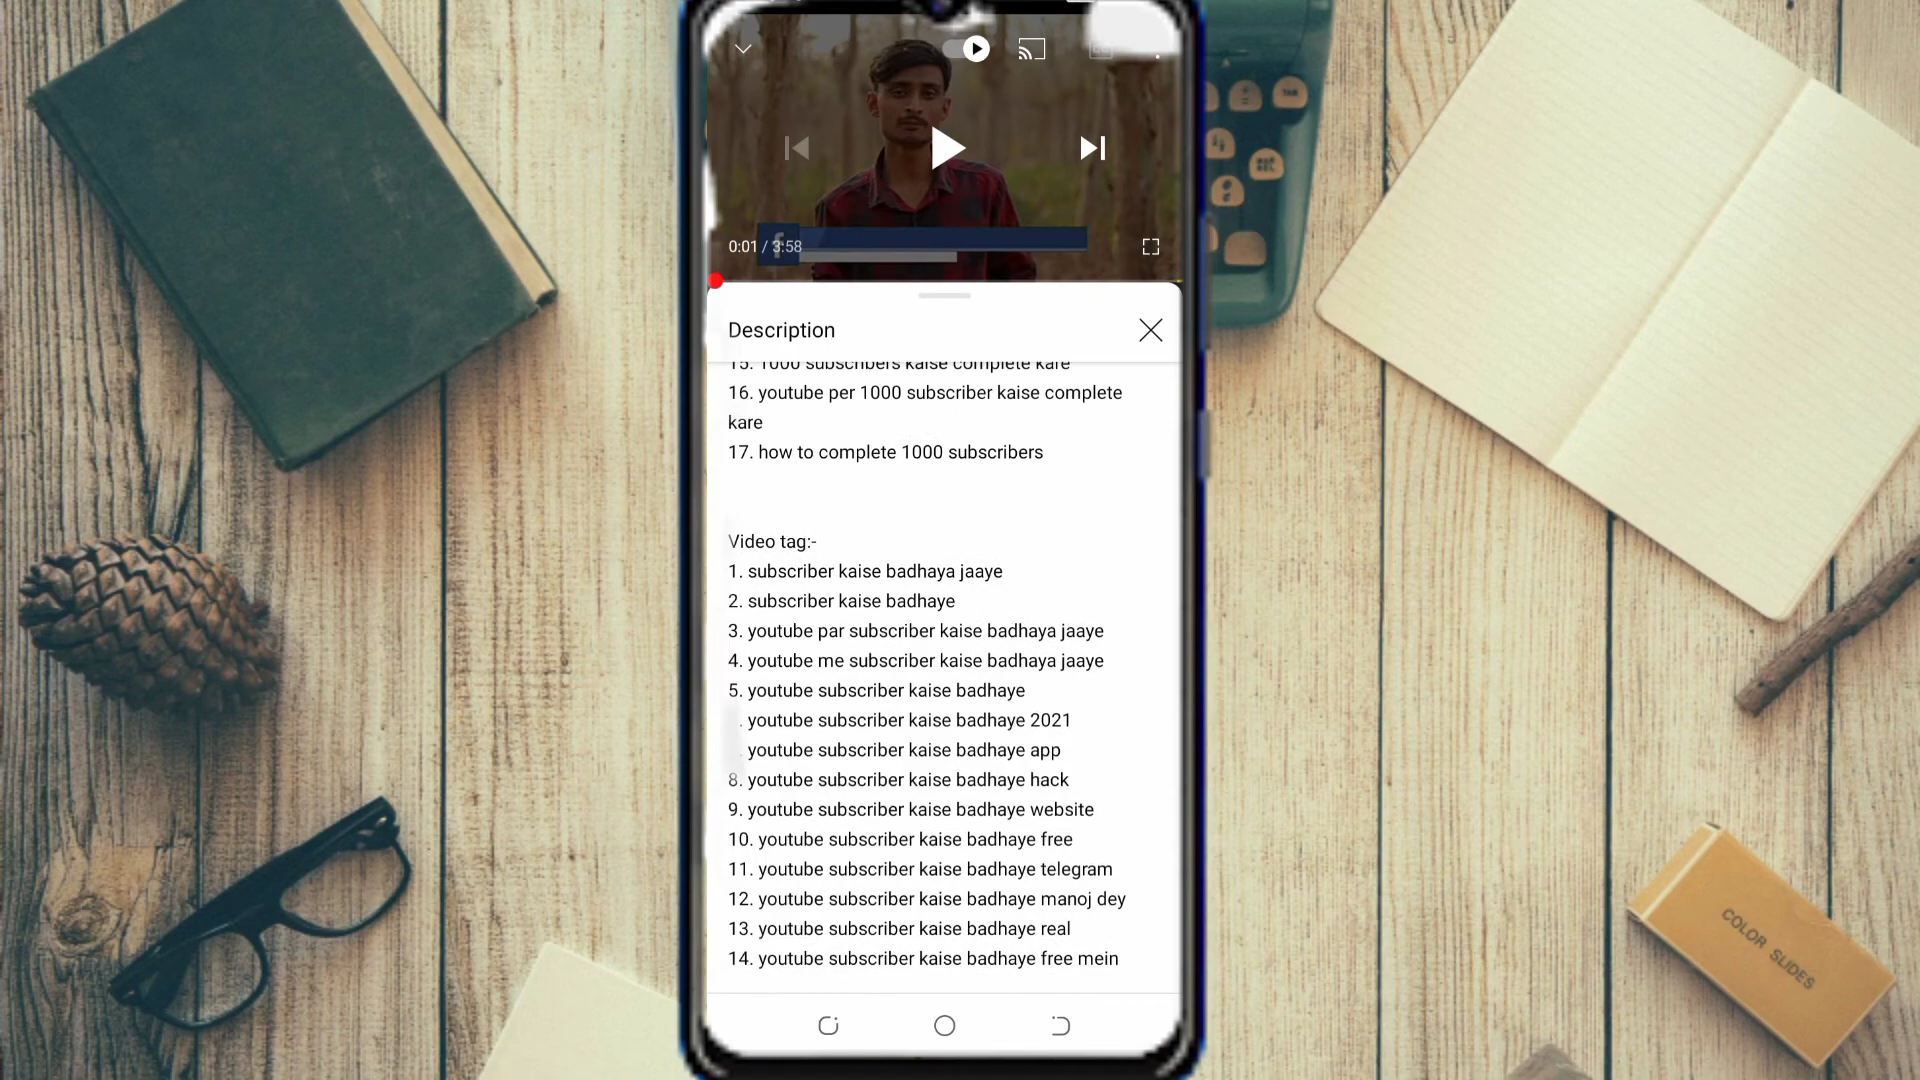 0:01 / 3:58
Description
15. 1000 subscribers kaise complete kare
16. youtube per 1000 subscriber kaise complete
kare
17. how to complete 1000 subscribers
Video tag:-
1. subscriber kaise badhaya jaaye
2. subscriber kaise badhaye
3. youtube par subscriber kaise badhaya jaaye
4. youtube me subscriber kaise badhaya jaaye
5. youtube subscriber kaise badhaye
. youtube subscriber kaise badhaye 2021
. youtube subscriber kaise badhaye app
8. youtube subscriber kaise badhaye hack
9. youtube subscriber kaise badhaye website
10. youtube subscriber kaise badhaye free
11. youtube subscriber kaise badhaye telegram
12. youtube subscriber kaise badhaye manoj dey
13. youtube subscriber kaise badhaye real
14. youtube subscriber kaise badhaye free mein
TAB
COLOR SLIDES